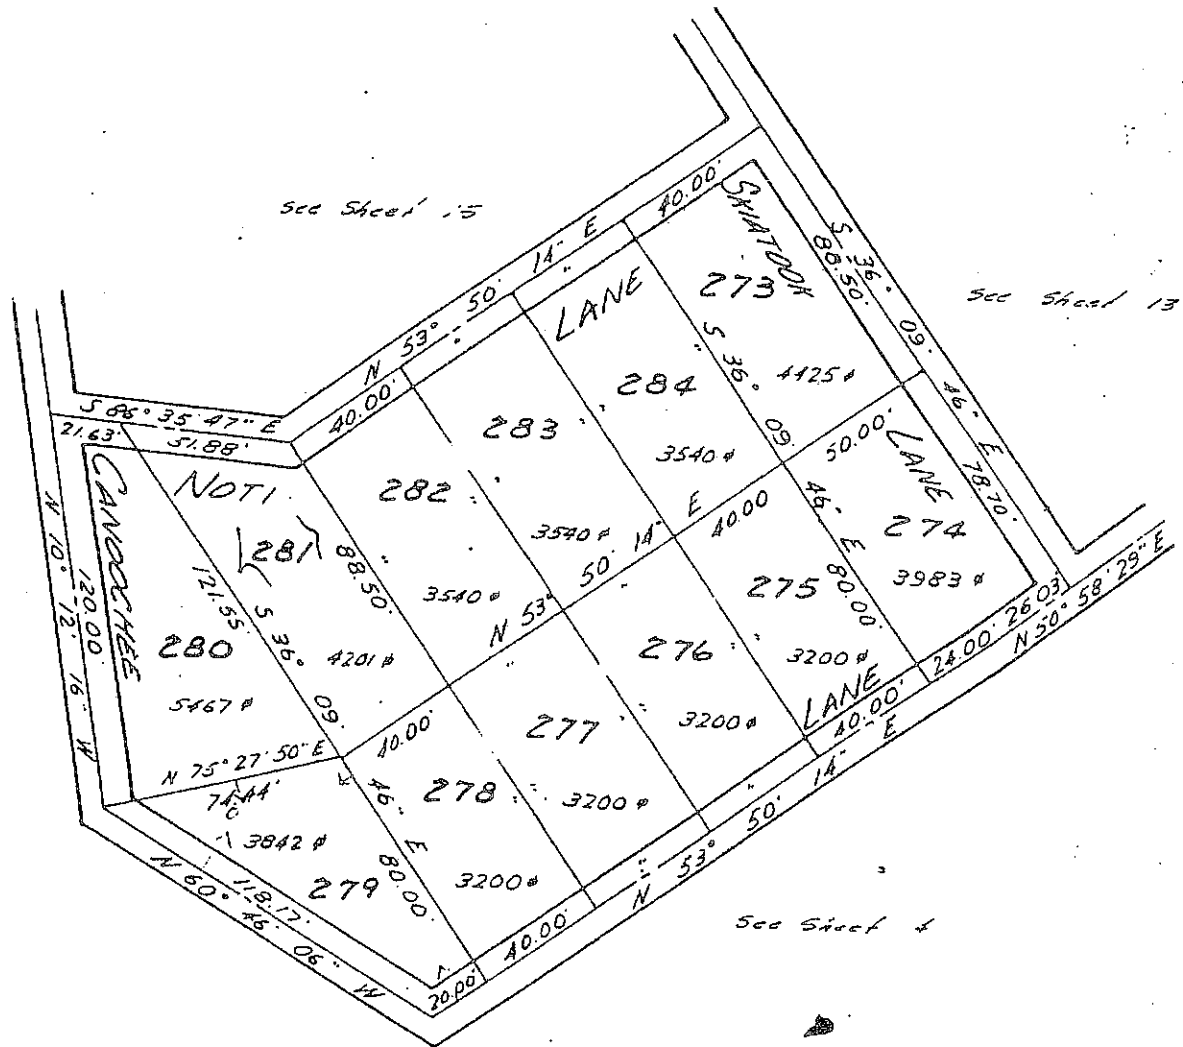 See Sheet 15
See Sheet 13
40.00'
SKIATOOK
S 36° 09' 46" E
88.50'
N 53° 50' 14" E
"
"
LANE
273
4425 ⌀
284
S 36° 09' 46" E
3540 ⌀
283
3540 ⌀
282
3540 ⌀
40.00'
S 86° 35' 47" E
21.63'
51.88'
CANOOCHEE
NOTI
281
88.50'
4201 ⌀
121.55'
S 36° 09' 46" E
280
5467 ⌀
N 10° 12' 16" W
120.00'
N 75° 27' 50" E
74.44'
3842 ⌀
279
118.17'
N 60° 46' 06" W
80.00'
40.00'
278
3200 ⌀
277
3200 ⌀
276
3200 ⌀
275
3200 ⌀
N 53° 50' 14" E
40.00
50.00'
80.00'
LANE
274
3983 ⌀
78.70'
LANE
20.00'
40.00'
"
40.00'
24.00'
26.03
N 53° 50' 14" E
N 50° 58' 29" E
See Sheet 4